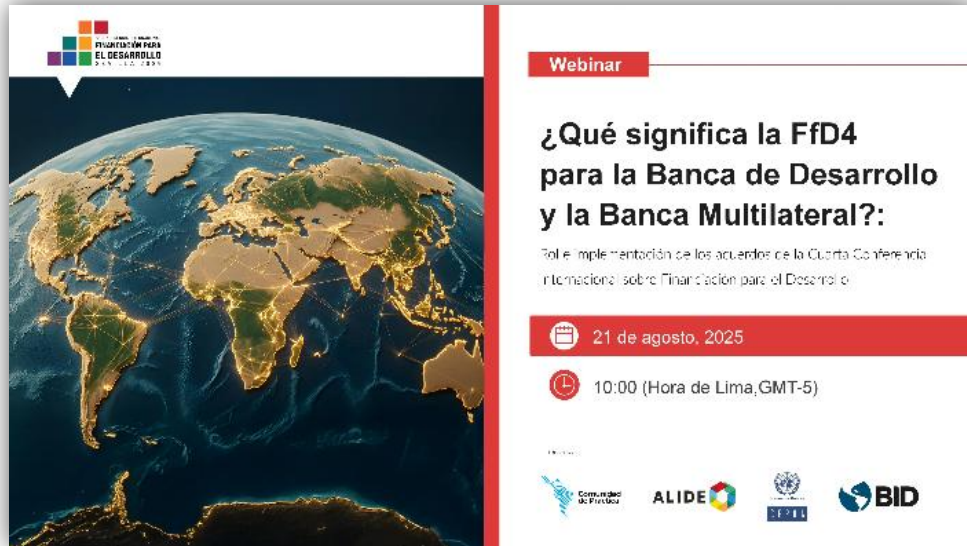 FINANCIACIÓN PARA
EL DESARROLLO
Webinar
¿Qué significa la FfD4
para la Banca de Desarrollo
y la Banca Multilateral?:
Rol e implementación de los acuerdos de la Cuarta Conferencia
Internacional sobre Financiación para el Desarrollo
21 de agosto, 2025
10:00 (Hora de Lima,GMT-5)
Comunidad
de Práctica
ALIDE
CEPAL
BID